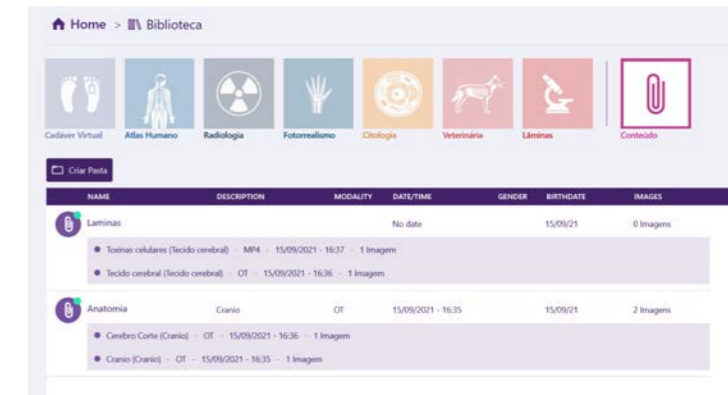 Home > Biblioteca
Cadáver Virtual Atlas Humano Radiologia Fotorrealismo Citologia Veterinária Lâminas Conteúdo
Criar Pasta
NAME DESCRIPTION MODALITY DATE/TIME GENDER BIRTHDATE IMAGES
Laminas No date 15/09/21 0 Imagens
Toxinas celulares (Tecido cerebral) - MP4 - 15/09/2021 - 16:37 - 1 Imagem
Tecido cerebral (Tecido cerebral) - OT - 15/09/2021 - 16:36 - 1 Imagem
Anatomia Cranio OT 15/09/2021 - 16:35 15/09/21 2 Imagens
Cerebro Corte (Cranio) - OT - 15/09/2021 - 16:36 - 1 Imagem
Cranio (Cranio) - OT - 15/09/2021 - 16:35 - 1 Imagem